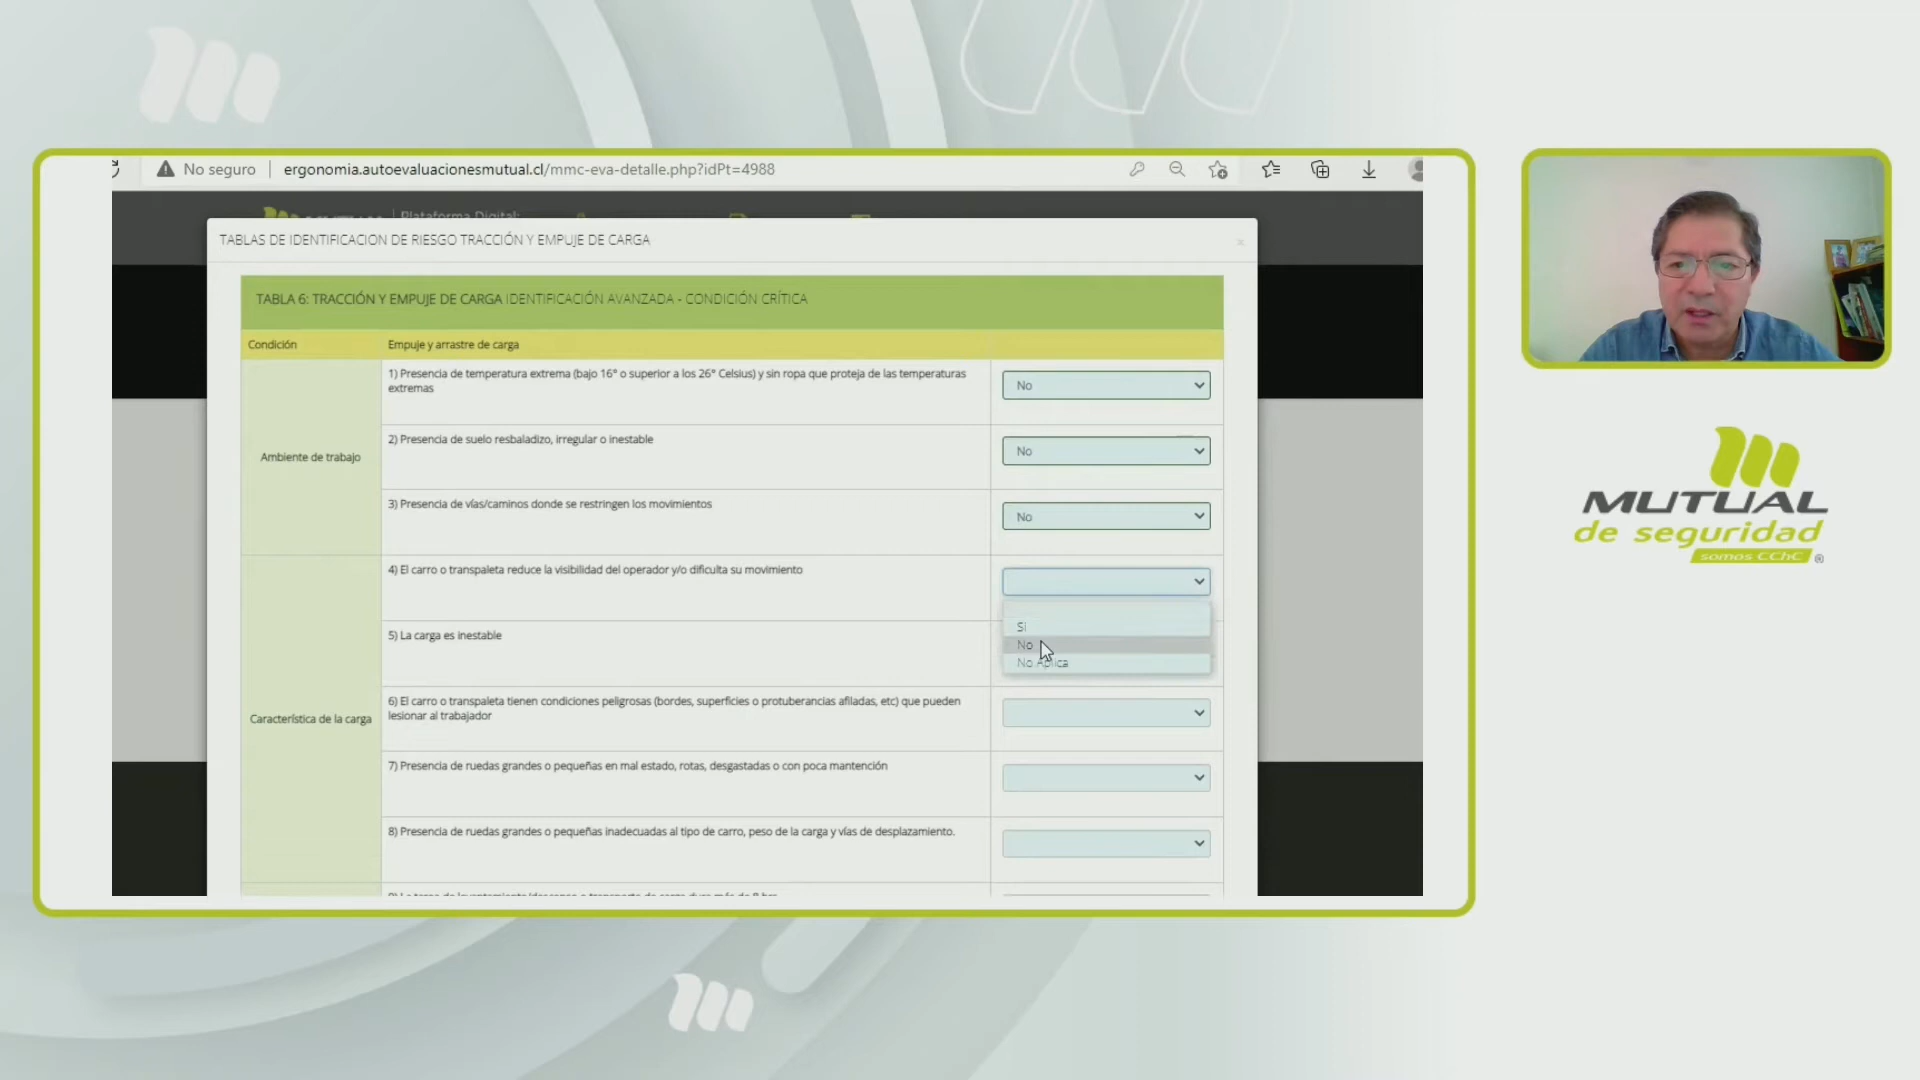 No seguro
ergonomia.autoevaluacionesmutual.cl/mmc-eva-detalle.php?idPt=4988
Plataforma Digital:
TABLAS DE IDENTIFICACION DE RIESGO TRACCIÓN Y EMPUJE DE CARGA
×
TABLA 6: TRACCIÓN Y EMPUJE DE CARGA IDENTIFICACIÓN AVANZADA - CONDICIÓN CRÍTICA
Condición
Empuje y arrastre de carga
Ambiente de trabajo
1) Presencia de temperatura extrema (bajo 16° o superior a los 26° Celsius) y sin ropa que proteja de las temperaturas
extremas
No
2) Presencia de suelo resbaladizo, irregular o inestable
No
3) Presencia de vías/caminos donde se restringen los movimientos
No
Característica de la carga
4) El carro o transpaleta reduce la visibilidad del operador y/o dificulta su movimiento
Si
No
No Aplica
5) La carga es inestable
6) El carro o transpaleta tienen condiciones peligrosas (bordes, superficies o protuberancias afiladas, etc) que pueden
lesionar al trabajador
7) Presencia de ruedas grandes o pequeñas en mal estado, rotas, desgastadas o con poca mantención
8) Presencia de ruedas grandes o pequeñas inadecuadas al tipo de carro, peso de la carga y vías de desplazamiento.
MUTUAL
de seguridad
somos CChC ®